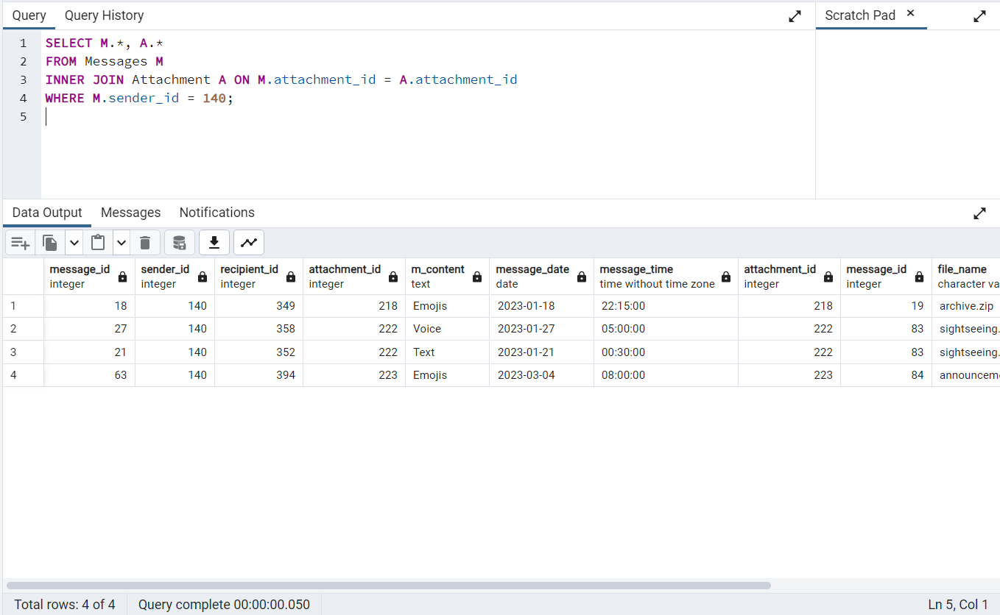 Query Query History Scratch Pad ×
1 SELECT M.*, A.*
2 FROM Messages M
3 INNER JOIN Attachment A ON M.attachment_id = A.attachment_id
4 WHERE M.sender_id = 140;
5
Data Output Messages Notifications
message_id sender_id recipient_id attachment_id m_content message_date message_time attachment_id message_id file_name
integer integer integer integer text date time without time zone integer integer character va
1 18 140 349 218 Emojis 2023-01-18 22:15:00 218 19 archive.zip
2 27 140 358 222 Voice 2023-01-27 05:00:00 222 83 sightseeing.
3 21 140 352 222 Text 2023-01-21 00:30:00 222 83 sightseeing.
4 63 140 394 223 Emojis 2023-03-04 08:00:00 223 84 announceme
Total rows: 4 of 4 Query complete 00:00:00.050 Ln 5, Col 1